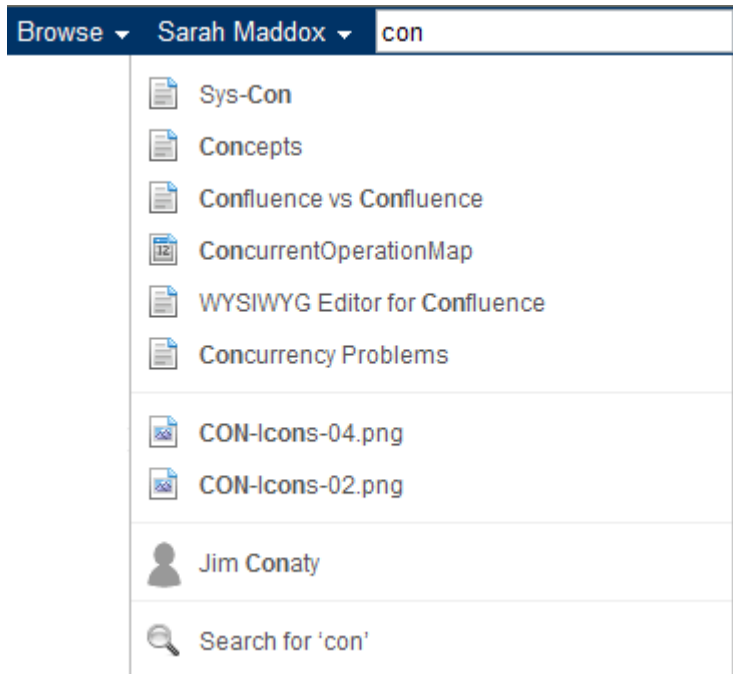 Browse Sarah Maddox con
Sys-Con
Concepts
Confluence vs Confluence
ConcurrentOperationMap
WYSIWYG Editor for Confluence
Concurrency Problems
CON-Icons-04.png
CON-Icons-02.png
Jim Conaty
Search for ‘con’